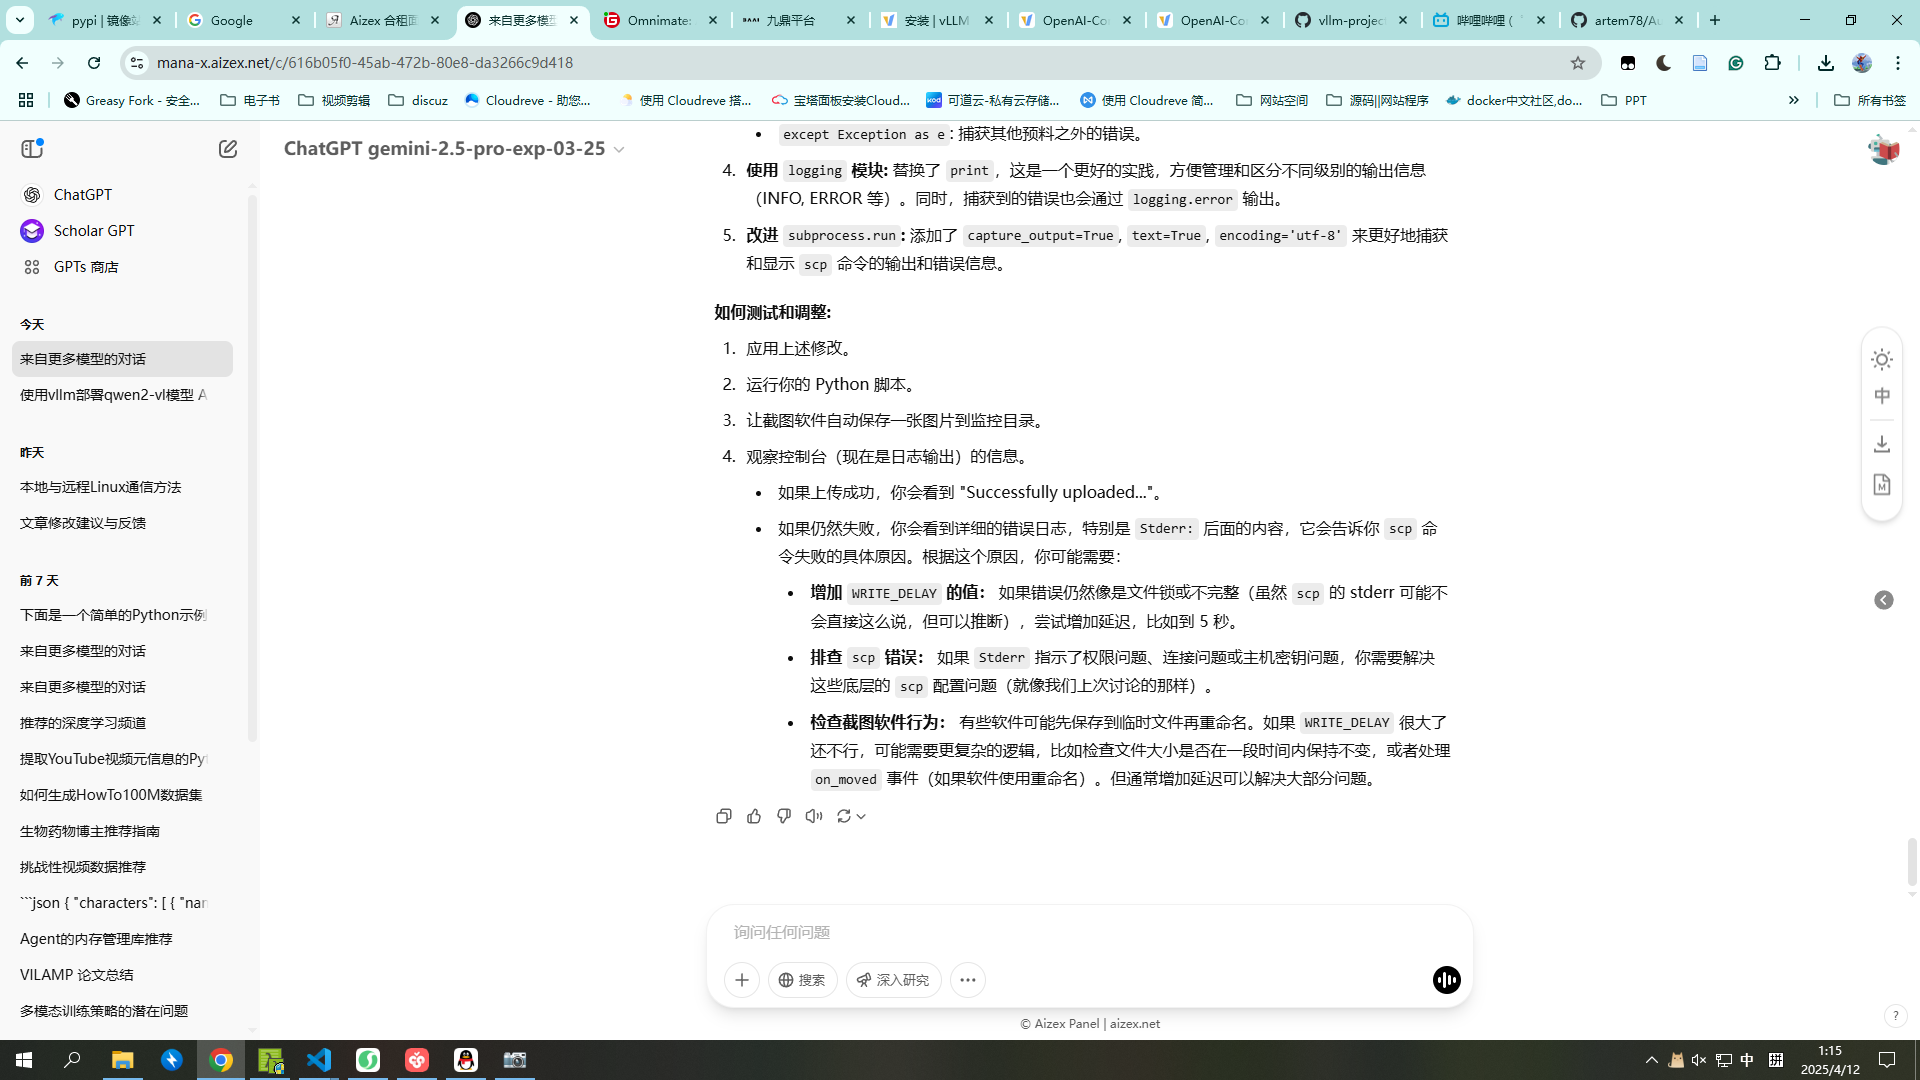 pypi | 镜像站
Google
Aizex 合租面
来自更多模型
Omnimate:
九鼎平台
安装 | vLLM
OpenAI-Co
OpenAI-Co
vllm-project
哔哩哔哩 (
artem78/Au
mana-x.aizex.net/c/616b05f0-45ab-472b-80e8-da3266c9d418
Greasy Fork - 安全...
电子书
视频剪辑
discuz
Cloudreve - 助您...
使用 Cloudreve 搭...
宝塔面板安装Cloud...
可道云-私有云存储...
使用 Cloudreve 简...
网站空间
源码||网站程序
docker中文社区,do...
PPT
所有书签
ChatGPT
Scholar GPT
GPTs 商店
今天
来自更多模型的对话
使用vllm部署qwen2-vl模型 A
昨天
本地与远程Linux通信方法
文章修改建议与反馈
前 7 天
下面是一个简单的Python示例
来自更多模型的对话
来自更多模型的对话
推荐的深度学习频道
提取YouTube视频元信息的Pyt
如何生成HowTo100M数据集
生物药物博主推荐指南
挑战性视频数据推荐
```json { "characters": [ { "nam
Agent的内存管理库推荐
VILAMP 论文总结
多模态训练策略的潜在问题
ChatGPT gemini-2.5-pro-exp-03-25
• except Exception as e: 捕获其他预料之外的错误。
4. 使用 logging 模块: 替换了 print，这是一个更好的实践，方便管理和区分不同级别的输出信息
（INFO, ERROR 等）。同时，捕获到的错误也会通过 logging.error 输出。
5. 改进 subprocess.run: 添加了 capture_output=True, text=True, encoding='utf-8' 来更好地捕获
和显示 scp 命令的输出和错误信息。
如何测试和调整:
1. 应用上述修改。
2. 运行你的 Python 脚本。
3. 让截图软件自动保存一张图片到监控目录。
4. 观察控制台（现在是日志输出）的信息。
• 如果上传成功，你会看到 "Successfully uploaded..."。
• 如果仍然失败，你会看到详细的错误日志，特别是 Stderr: 后面的内容，它会告诉你 scp 命
令失败的具体原因。根据这个原因，你可能需要：
• 增加 WRITE_DELAY 的值： 如果错误仍然像是文件锁或不完整（虽然 scp 的 stderr 可能不
会直接这么说，但可以推断），尝试增加延迟，比如到 5 秒。
• 排查 scp 错误： 如果 Stderr 指示了权限问题、连接问题或主机密钥问题，你需要解决
这些底层的 scp 配置问题（就像我们上次讨论的那样）。
• 检查截图软件行为： 有些软件可能先保存到临时文件再重命名。如果 WRITE_DELAY 很大了
还不行，可能需要更复杂的逻辑，比如检查文件大小是否在一段时间内保持不变，或者处理
on_moved 事件（如果软件使用重命名）。但通常增加延迟可以解决大部分问题。
询问任何问题
搜索
深入研究
© Aizex Panel | aizex.net
中
?
中
拼
1:15
2025/4/12